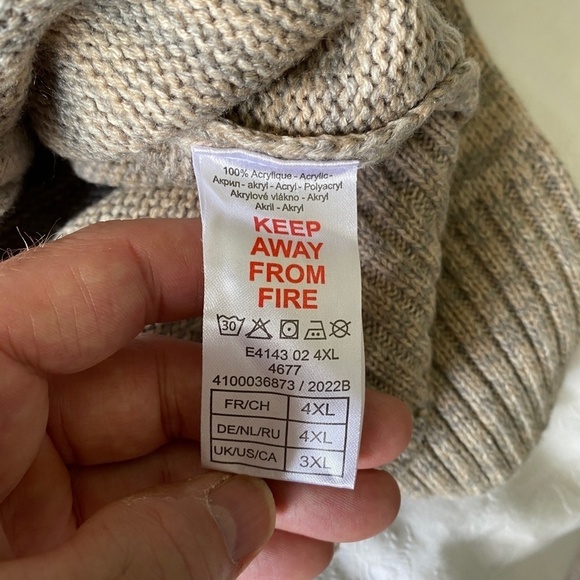 100% Acrylique - Acrylic-
Акрил - akryl - Acryl - Polyacryl
Akrylové vlákno - Akryl
Akril - Akryl
KEEP
AWAY
FROM
FIRE
30
E4143 02 4XL
4677
4100036873 / 2022B
FR/CH 4XL
DE/NL/RU 4XL
UK/US/CA 3XL